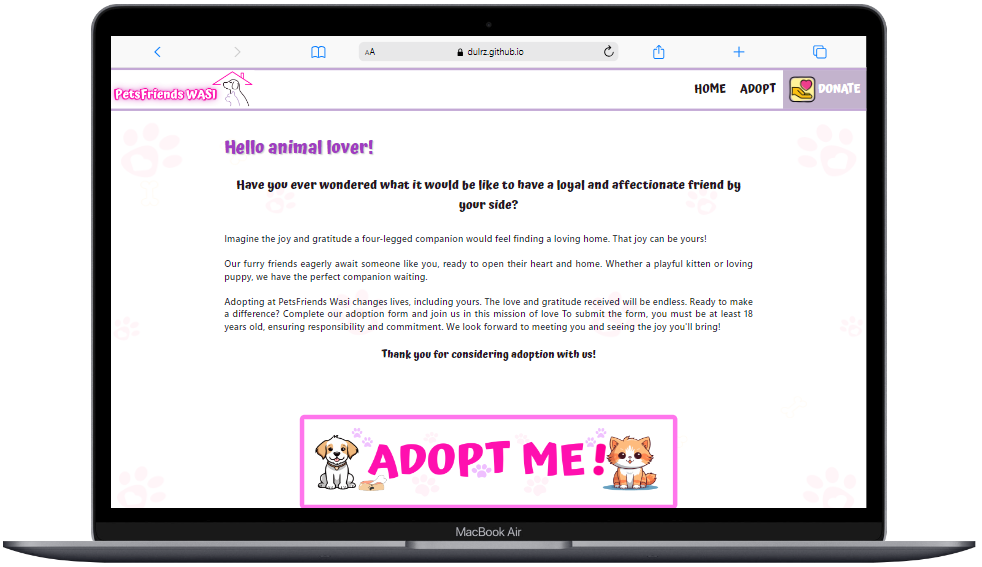 AA dulrz.github.io
PetsFriends WASI HOME ADOPT DONATE
Hello animal lover!
Have you ever wondered what it would be like to have a loyal and affectionate friend by
your side?
Imagine the joy and gratitude a four-legged companion would feel finding a loving home. That joy can be yours!
Our furry friends eagerly await someone like you, ready to open their heart and home. Whether a playful kitten or loving
puppy, we have the perfect companion waiting.
Adopting at PetsFriends Wasi changes lives, including yours. The love and gratitude received will be endless. Ready to make
a difference? Complete our adoption form and join us in this mission of love To submit the form, you must be at least 18
years old, ensuring responsibility and commitment. We look forward to meeting you and seeing the joy you'll bring!
Thank you for considering adoption with us!
ADOPT ME!
MacBook Air